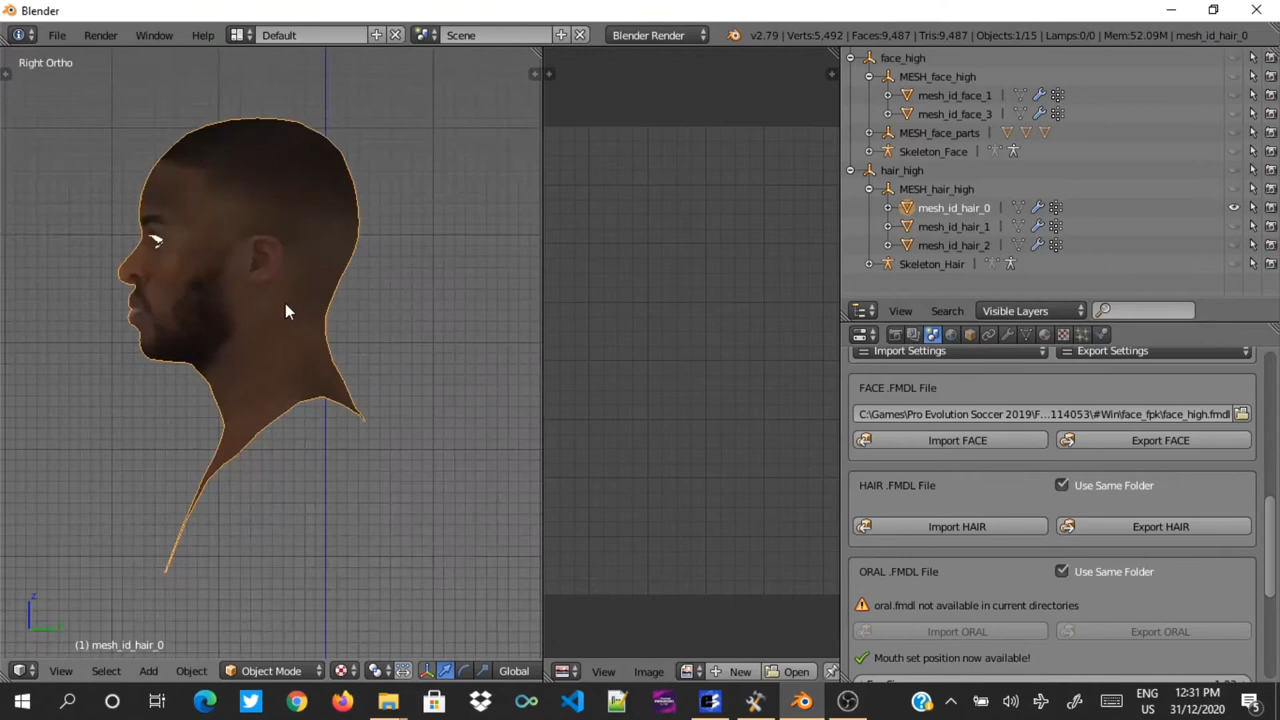 Blender
File Render Window Help Default Scene Blender Render v2.79 | Verts:5,492 | Faces:9,487 | Tris:9,487 | Objects:1/15 | Lamps:0/0 | Mem:52.09M | mesh_id_hair_0
Right Ortho
face_high
MESH_face_high
mesh_id_face_1
mesh_id_face_3
MESH_face_parts
Skeleton_Face
hair_high
MESH_hair_high
mesh_id_hair_0
mesh_id_hair_1
mesh_id_hair_2
Skeleton_Hair
View Search Visible Layers
Import Settings Export Settings
FACE .FMDL File
C:\Games\Pro Evolution Soccer 2019\F...114053\#Win\face_fpk\face_high.fmdl
Import FACE Export FACE
HAIR .FMDL File Use Same Folder
Import HAIR Export HAIR
ORAL .FMDL File Use Same Folder
oral.fmdl not available in current directories
Import ORAL Export ORAL
Mouth set position now available!
(1) mesh_id_hair_0
View Select Add Object Object Mode Global View Image New Open
ENG US 12:31 PM 31/12/2020 5